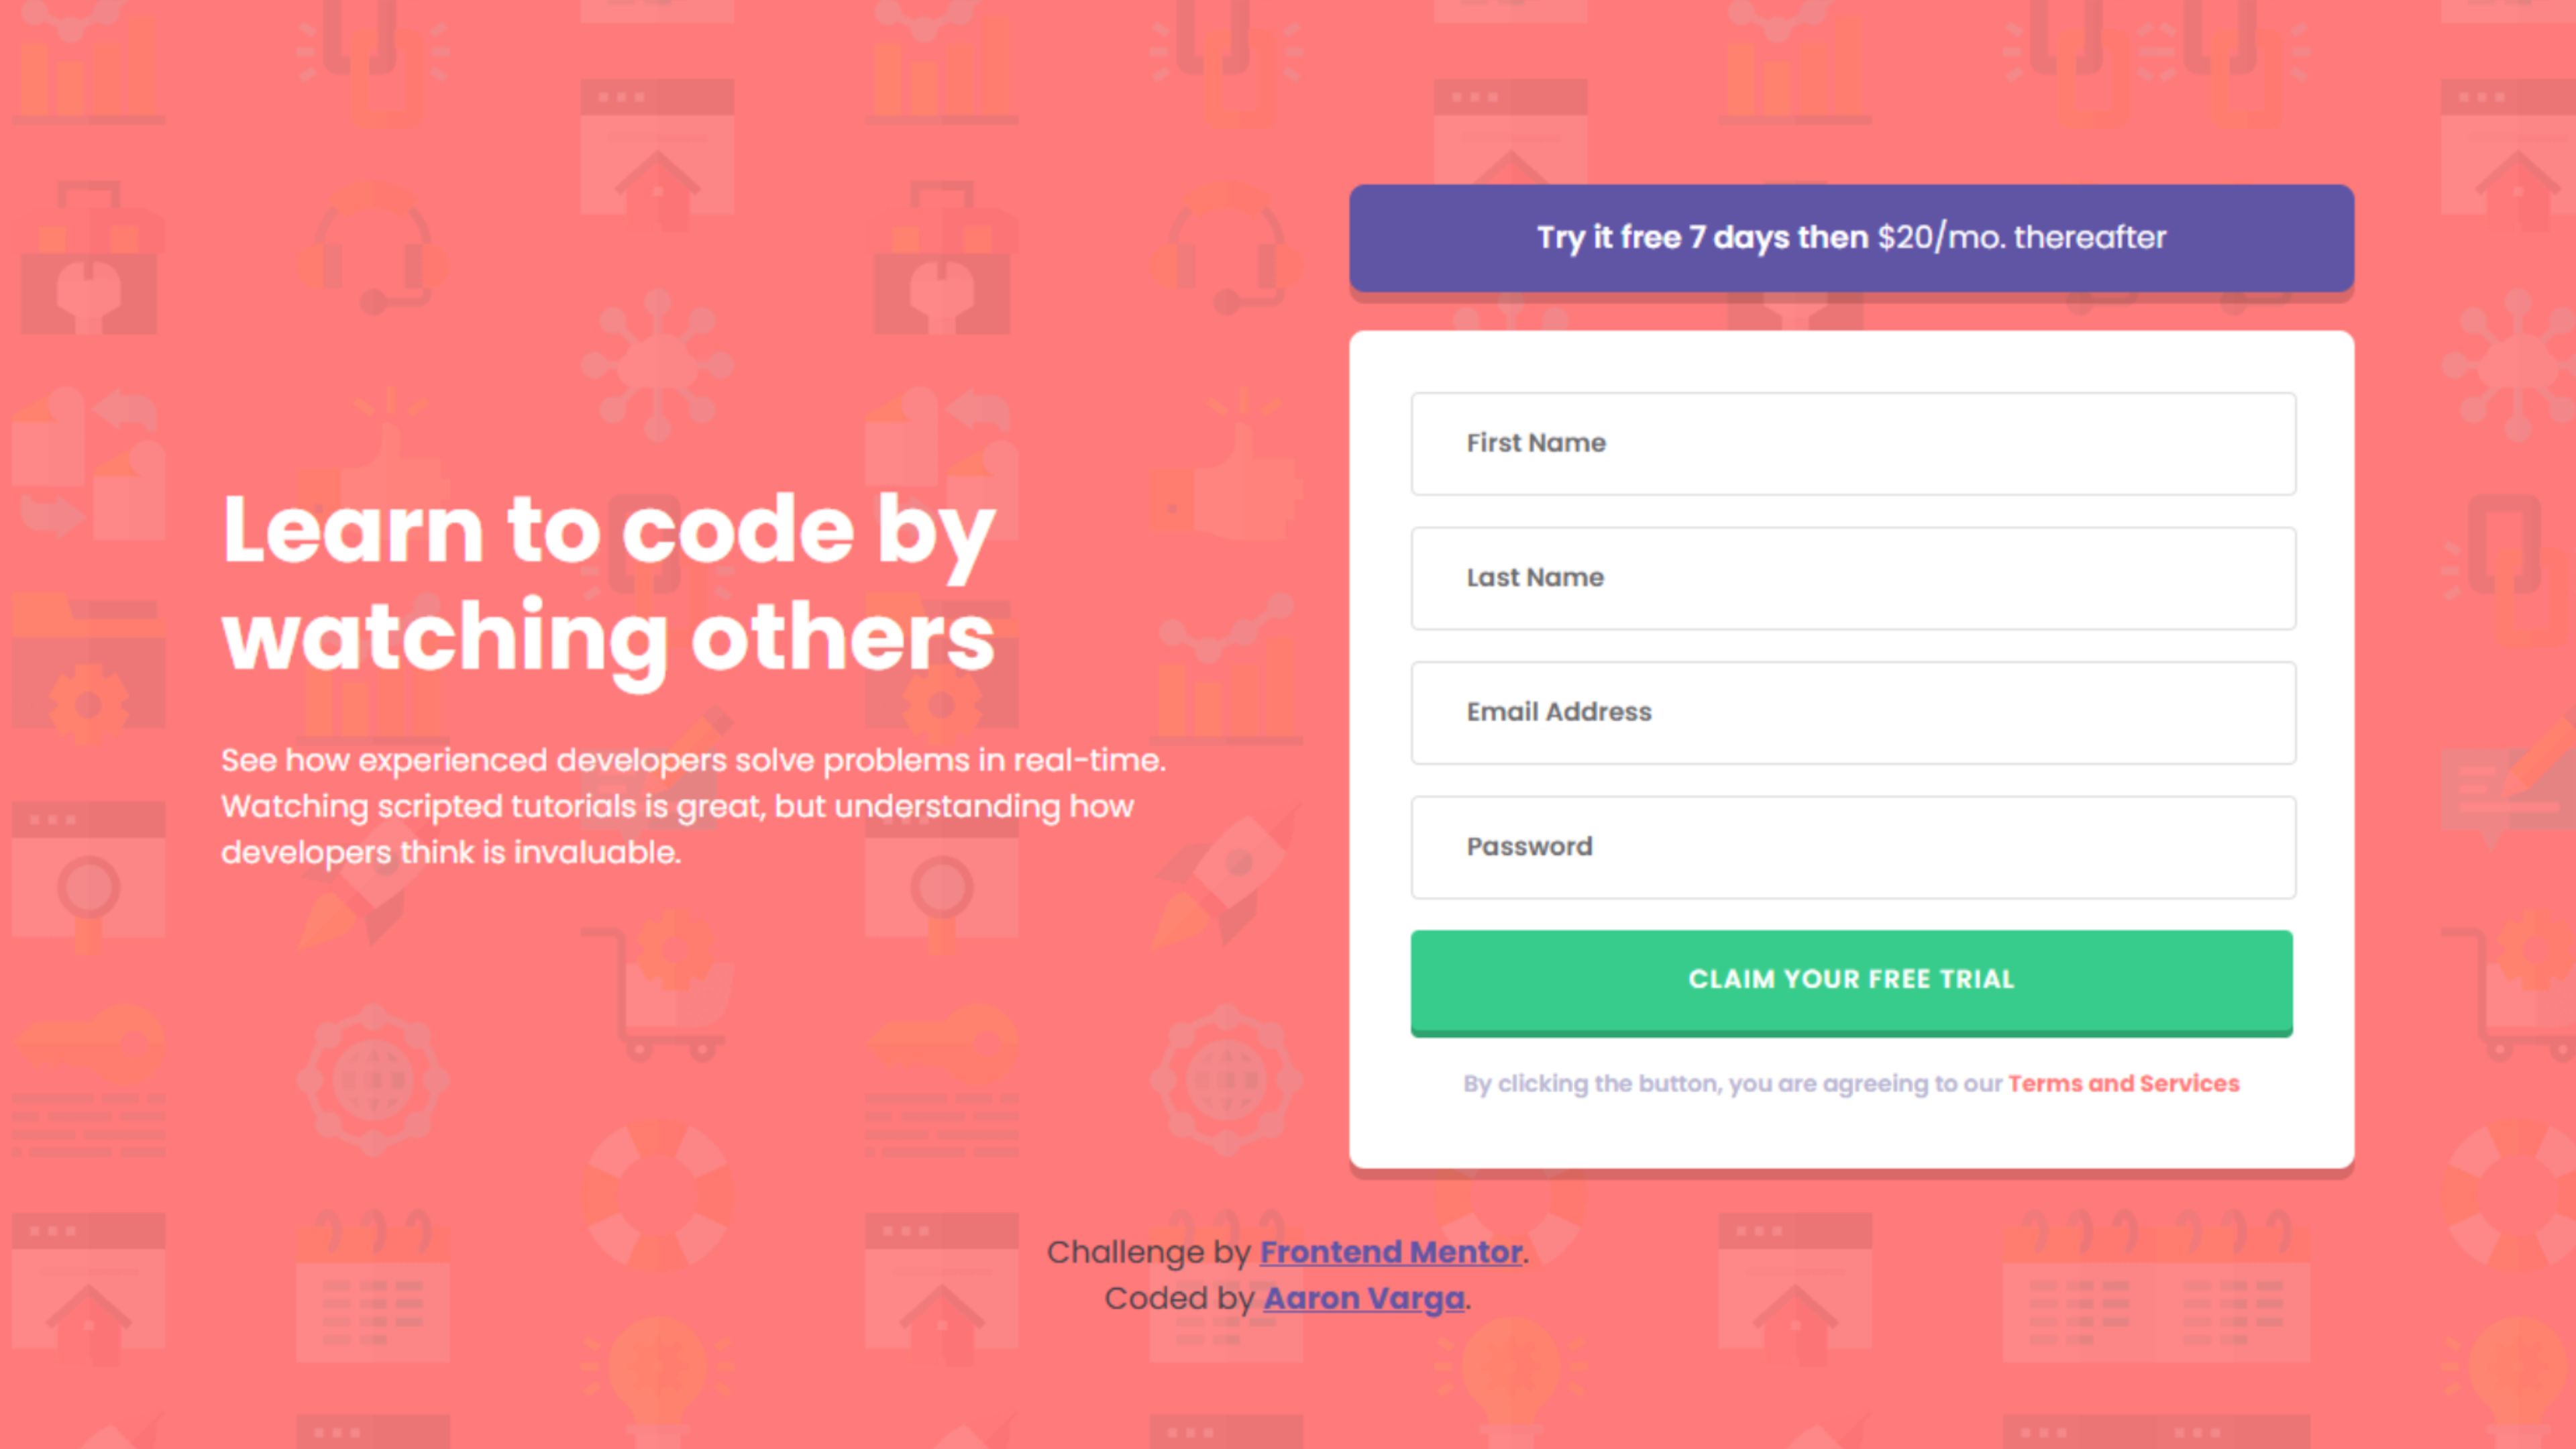 Learn to code by
watching others
See how experienced developers solve problems in real-time.
Watching scripted tutorials is great, but understanding how
developers think is invaluable.
Try it free 7 days then $20/mo. thereafter
First Name
Last Name
Email Address
Password
CLAIM YOUR FREE TRIAL
By clicking the button, you are agreeing to our Terms and Services
Challenge by Frontend Mentor.
Coded by Aaron Varga.